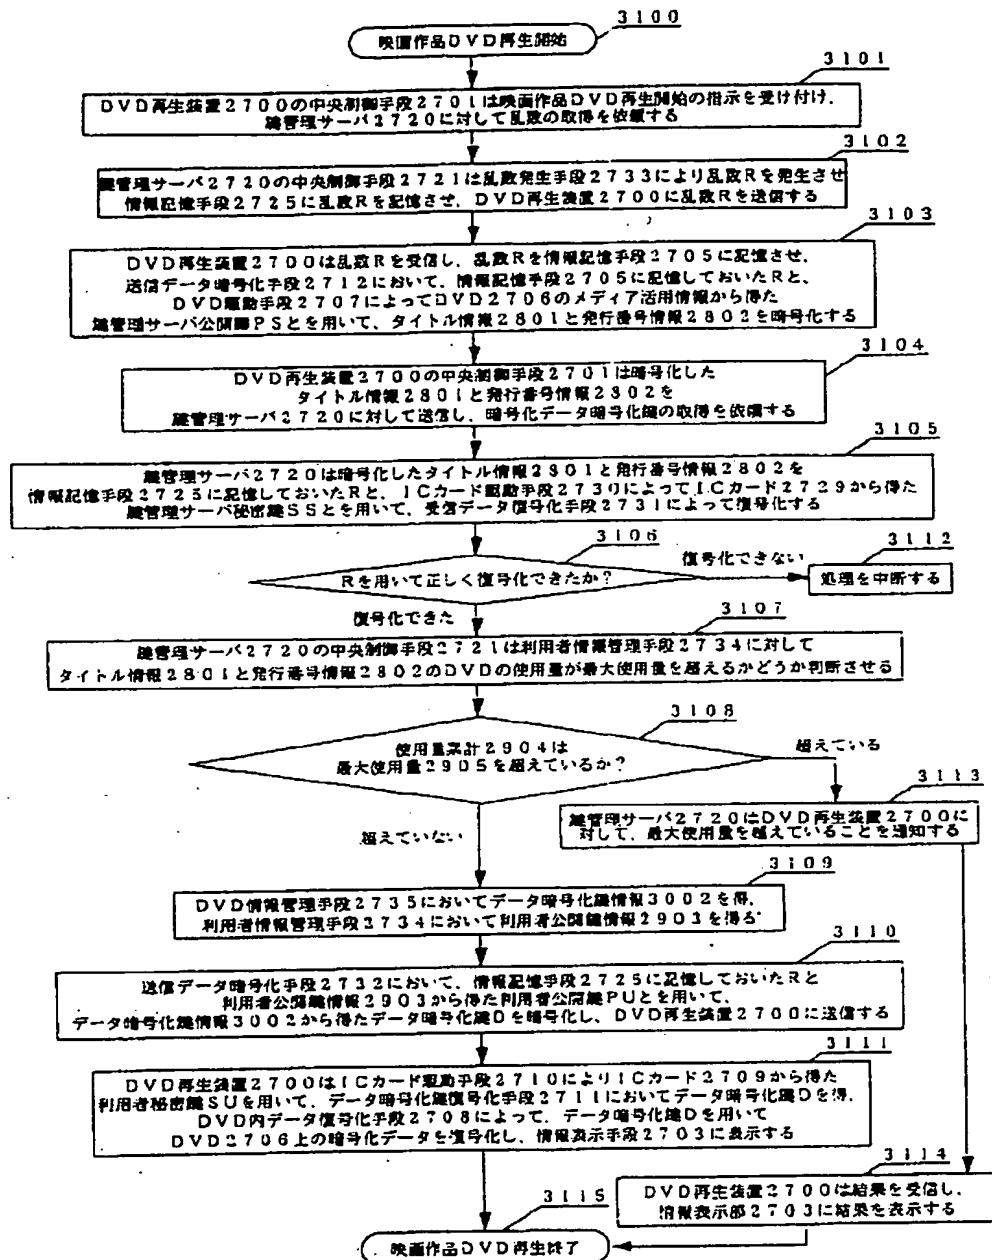 3100
映画作品DVD再生開始
3101
DVD再生装置2700の中央制御手段2701は映画作品DVD再生開始の指示を受け付け、
鍵管理サーバ2720に対して乱数の取得を依頼する
3102
鍵管理サーバ2720の中央制御手段2721は乱数発生手段2733により乱数Rを発生させ
情報記憶手段2725に乱数Rを記憶させ、DVD再生装置2700に乱数Rを送信する
3103
DVD再生装置2700は乱数Rを受信し、乱数Rを情報記憶手段2705に記憶させ、
送信データ暗号化手段2712において、情報記憶手段2705に記憶しておいたRと、
DVD駆動手段2707によってDVD2706のメディア活用情報から得た
鍵管理サーバ公開鍵PSとを用いて、タイトル情報2801と発行番号情報2802を暗号化する
3104
DVD再生装置2700の中央制御手段2701は暗号化した
タイトル情報2801と発行番号情報2802を
鍵管理サーバ2720に対して送信し、暗号化データ暗号化鍵の取得を依頼する
3105
鍵管理サーバ2720は暗号化したタイトル情報2801と発行番号情報2802を
情報記憶手段2725に記憶しておいたRと、ICカード駆動手段2730によってICカード2729から得た
鍵管理サーバ秘密鍵SSとを用いて、受信データ復号化手段2731によって復号化する
3106
Rを用いて正しく復号化できたか?
復号化できない
3112
処理を中断する
復号化できた
3107
鍵管理サーバ2720の中央制御手段2721は利用者情報管理手段2734に対して
タイトル情報2801と発行番号情報2802のDVDの使用量が最大使用量を超えるかどうか判断させる
3108
使用量累計2904は
最大使用量2905を超えているか?
超えている
3113
鍵管理サーバ2720はDVD再生装置2700に
対して、最大使用量を超えていることを通知する
超えていない
3109
DVD情報管理手段2735においてデータ暗号化鍵情報3002を得、
利用者情報管理手段2734において利用者公開鍵情報2903を得る
3110
送信データ暗号化手段2732において、情報記憶手段2725に記憶しておいたRと
利用者公開鍵情報2903から得た利用者公開鍵PUとを用いて、
データ暗号化鍵情報3002から得たデータ暗号化鍵Dを暗号化し、DVD再生装置2700に送信する
3111
DVD再生装置2700はICカード駆動手段2710によりICカード2709から得た
利用者秘密鍵SUを用いて、データ暗号化鍵復号化手段2711においてデータ暗号化鍵Dを得、
DVD内データ復号化手段2708によって、データ暗号化鍵Dを用いて
DVD2706上の暗号化データを復号化し、情報表示手段2703に表示する
3114
DVD再生装置2700は結果を受信し、
情報表示部2703に結果を表示する
3115
映画作品DVD再生終了